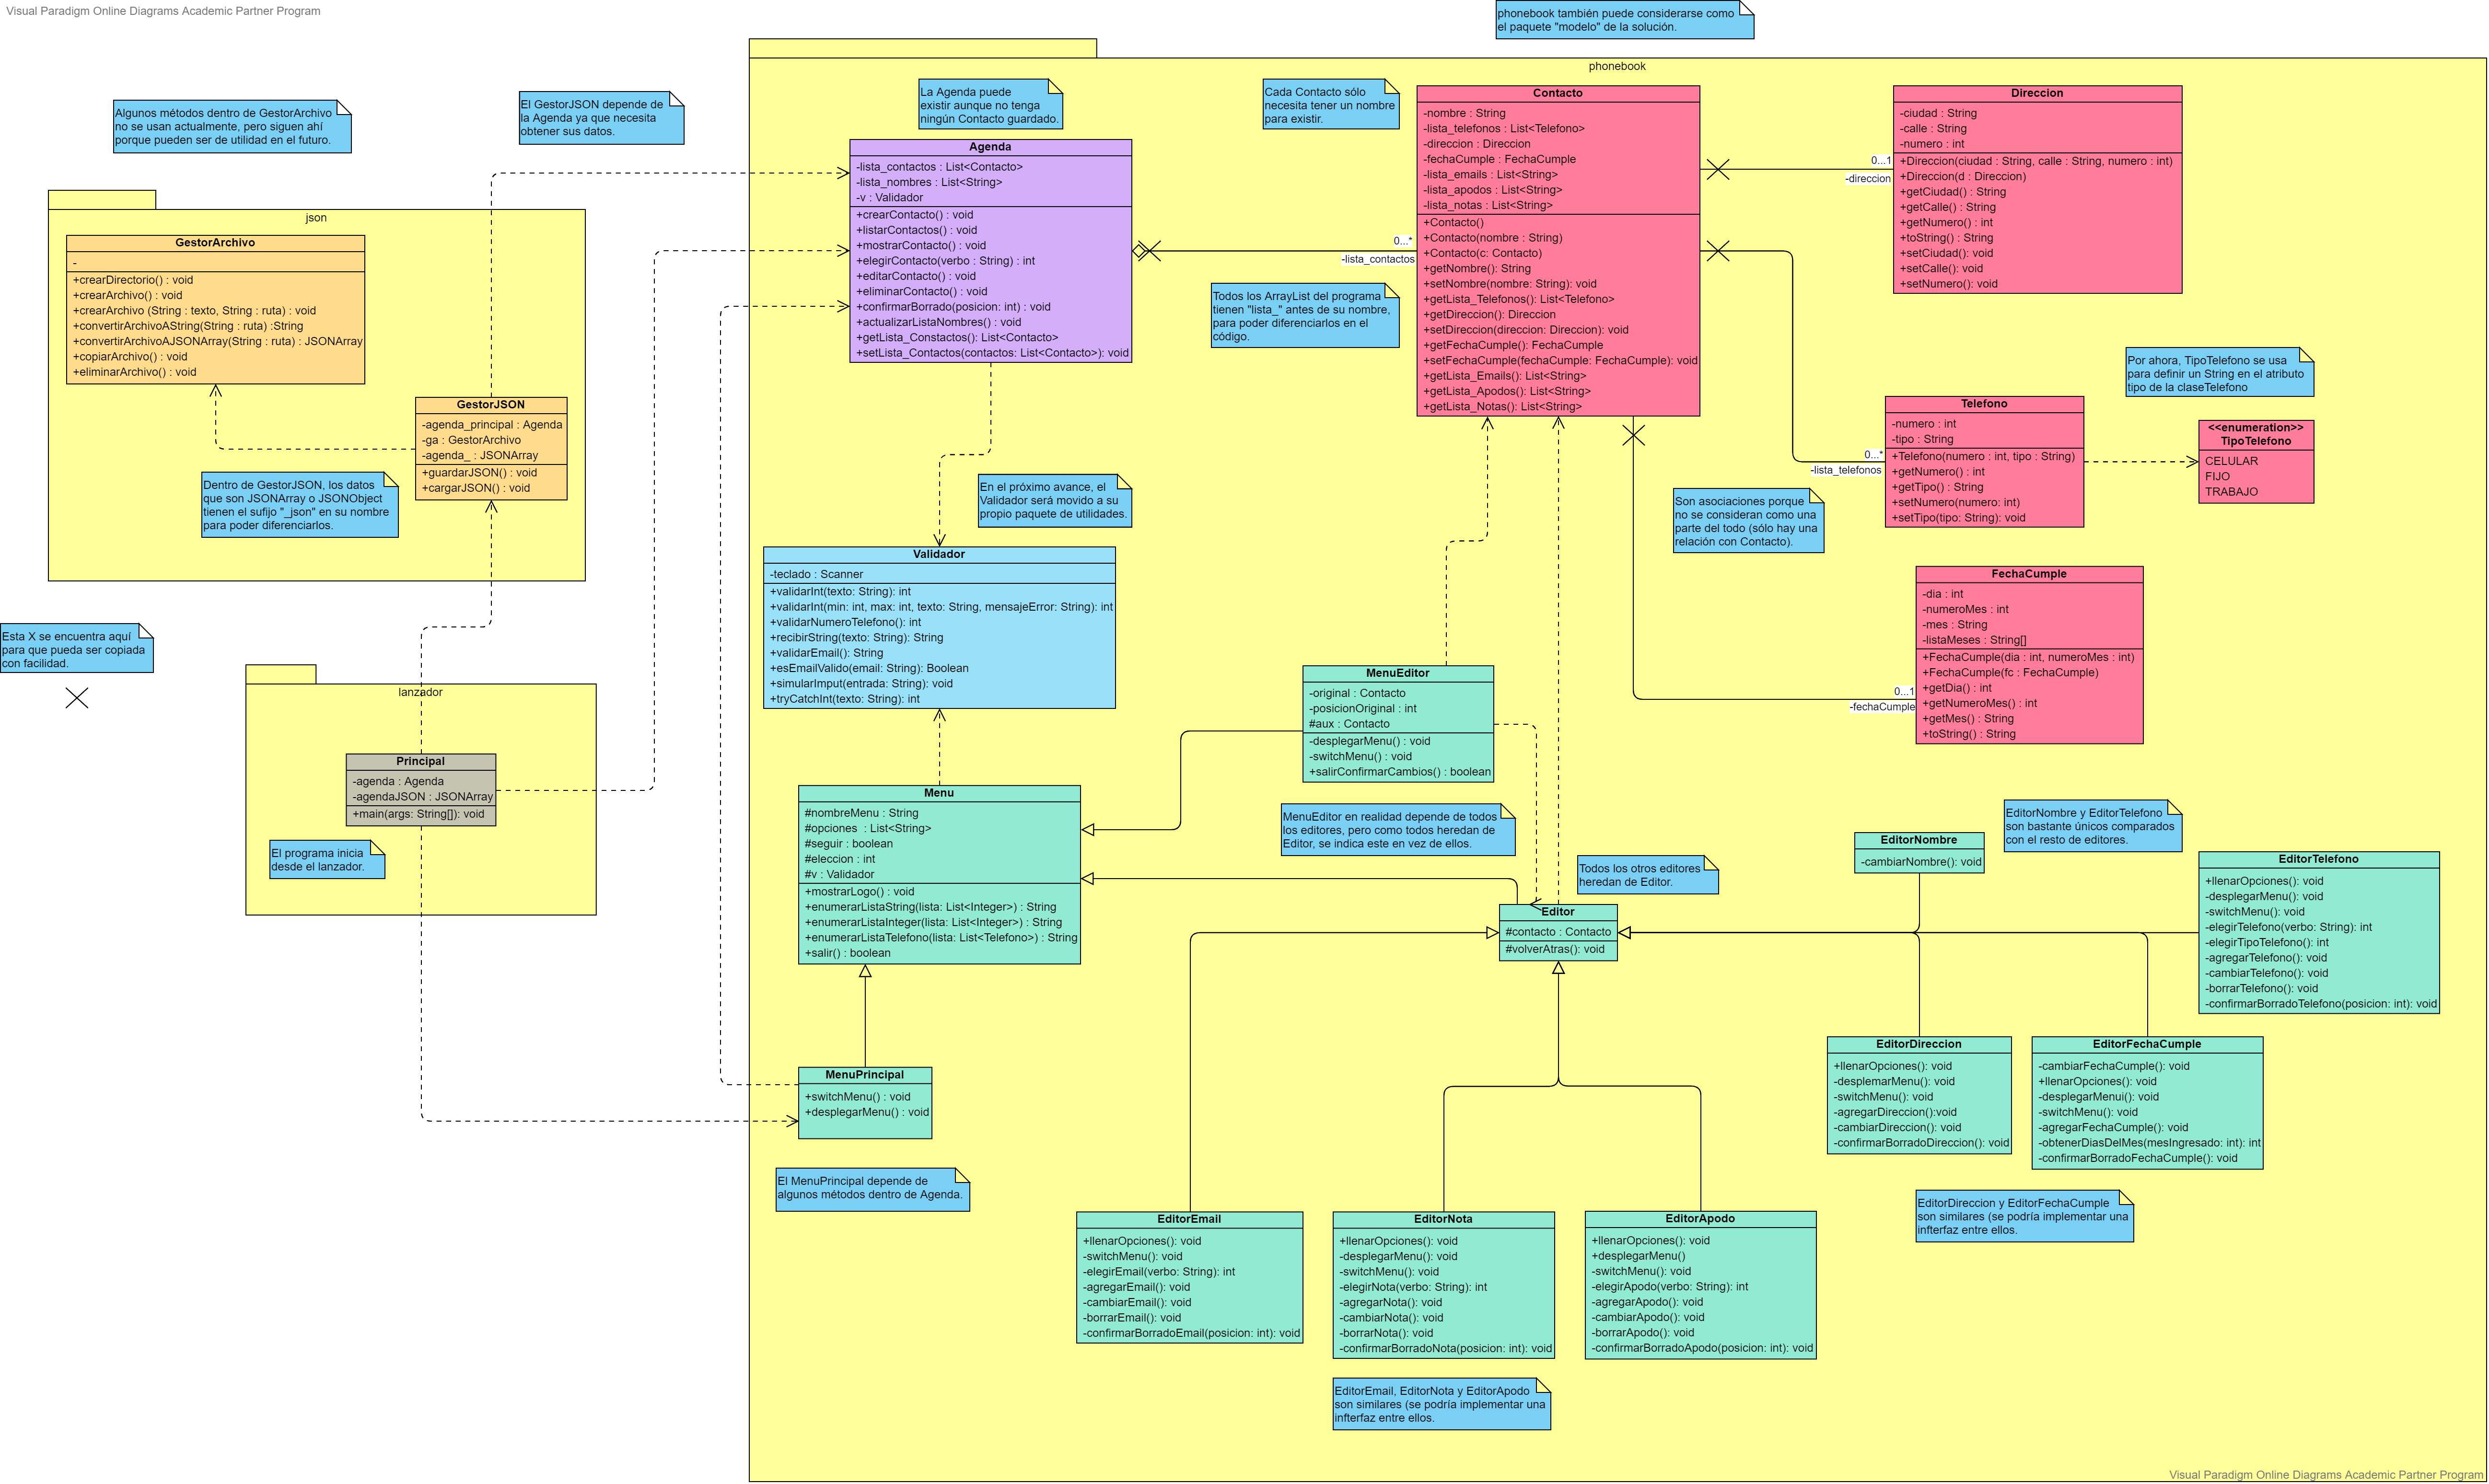 Visual Paradigm Online Diagrams Academic Partner Program
phonebook también puede considerarse como
el paquete "modelo" de la solución.
phonebook
Algunos métodos dentro de GestorArchivo
no se usan actualmente, pero siguen ahí
porque pueden ser de utilidad en el futuro.
El GestorJSON depende de
la Agenda ya que necesita
obtener sus datos.
La Agenda puede
existir aunque no tenga
ningún Contacto guardado.
Cada Contacto sólo
necesita tener un nombre
para existir.
json
GestorArchivo
-
+crearDirectorio() : void
+crearArchivo() : void
+crearArchivo (String : texto, String : ruta) : void
+convertirArchivoAString(String : ruta) :String
+convertirArchivoAJSONArray(String : ruta) : JSONArray
+copiarArchivo() : void
+eliminarArchivo() : void
GestorJSON
-agenda_principal : Agenda
-ga : GestorArchivo
-agenda_ : JSONArray
+guardarJSON() : void
+cargarJSON() : void
Dentro de GestorJSON, los datos
que son JSONArray o JSONObject
tienen el sufijo "_json" en su nombre
para poder diferenciarlos.
Agenda
-lista_contactos : List<Contacto>
-lista_nombres : List<String>
-v : Validador
+crearContacto() : void
+listarContactos() : void
+mostrarContacto() : void
+elegirContacto(verbo : String) : int
+editarContacto() : void
+eliminarContacto() : void
+confirmarBorrado(posicion: int) : void
+actualizarListaNombres() : void
+getLista_Constactos(): List<Contacto>
+setLista_Contactos(contactos: List<Contacto>): void
0...*
-lista_contactos
Todos los ArrayList del programa
tienen "lista_" antes de su nombre,
para poder diferenciarlos en el
código.
Contacto
-nombre : String
-lista_telefonos : List<Telefono>
-direccion : Direccion
-fechaCumple : FechaCumple
-lista_emails : List<String>
-lista_apodos : List<String>
-lista_notas : List<String>
+Contacto()
+Contacto(nombre : String)
+Contacto(c: Contacto)
+getNombre(): String
+setNombre(nombre: String): void
+getLista_Telefonos(): List<Telefono>
+getDireccion(): Direccion
+setDireccion(direccion: Direccion): void
+getFechaCumple(): FechaCumple
+setFechaCumple(fechaCumple: FechaCumple): void
+getLista_Emails(): List<String>
+getLista_Apodos(): List<String>
+getLista_Notas(): List<String>
0...1
-direccion
Direccion
-ciudad : String
-calle : String
-numero : int
+Direccion(ciudad : String, calle : String, numero : int)
+Direccion(d : Direccion)
+getCiudad() : String
+getCalle() : String
+getNumero() : int
+toString() : String
+setCiudad(): void
+setCalle(): void
+setNumero(): void
Por ahora, TipoTelefono se usa
para definir un String en el atributo
tipo de la claseTelefono
0...*
-lista_telefonos
Telefono
-numero : int
-tipo : String
+Telefono(numero : int, tipo : String)
+getNumero() : int
+getTipo() : String
+setNumero(numero: int)
+setTipo(tipo: String): void
<<enumeration>>
TipoTelefono
CELULAR
FIJO
TRABAJO
Son asociaciones porque
no se consideran como una
parte del todo (sólo hay una
relación con Contacto).
0...1
-fechaCumple
FechaCumple
-dia : int
-numeroMes : int
-mes : String
-listaMeses : String[]
+FechaCumple(dia : int, numeroMes : int)
+FechaCumple(fc : FechaCumple)
+getDia() : int
+getNumeroMes() : int
+getMes() : String
+toString() : String
En el próximo avance, el
Validador será movido a su
propio paquete de utilidades.
Validador
-teclado : Scanner
+validarInt(texto: String): int
+validarInt(min: int, max: int, texto: String, mensajeError: String): int
+validarNumeroTelefono(): int
+recibirString(texto: String): String
+validarEmail(): String
+esEmailValido(email: String): Boolean
+simularImput(entrada: String): void
+tryCatchInt(texto: String): int
Esta X se encuentra aquí
para que pueda ser copiada
con facilidad.
lanzador
Principal
-agenda : Agenda
-agendaJSON : JSONArray
+main(args: String[]): void
El programa inicia
desde el lanzador.
Menu
#nombreMenu : String
#opciones : List<String>
#seguir : boolean
#eleccion : int
#v : Validador
+mostrarLogo() : void
+enumerarListaString(lista: List<Integer>) : String
+enumerarListaInteger(lista: List<Integer>) : String
+enumerarListaTelefono(lista: List<Telefono>) : String
+salir() : boolean
MenuEditor
-original : Contacto
-posicionOriginal : int
#aux : Contacto
-desplegarMenu() : void
-switchMenu() : void
+salirConfirmarCambios() : boolean
MenuEditor en realidad depende de todos
los editores, pero como todos heredan de
Editor, se indica este en vez de ellos.
Todos los otros editores
heredan de Editor.
Editor
#contacto : Contacto
#volverAtras(): void
EditorNombre
-cambiarNombre(): void
EditorNombre y EditorTelefono
son bastante únicos comparados
con el resto de editores.
EditorTelefono
+llenarOpciones(): void
-desplegarMenu(): void
-switchMenu(): void
-elegirTelefono(verbo: String): int
-elegirTipoTelefono(): int
-agregarTelefono(): void
-cambiarTelefono(): void
-borrarTelefono(): void
-confirmarBorradoTelefono(posicion: int): void
MenuPrincipal
+switchMenu() : void
+desplegarMenu() : void
El MenuPrincipal depende de
algunos métodos dentro de Agenda.
EditorDireccion
+llenarOpciones(): void
-desplemarMenu(): void
-switchMenu(): void
-agregarDireccion():void
-cambiarDireccion(): void
-confirmarBorradoDireccion(): void
EditorFechaCumple
-cambiarFechaCumple(): void
+llenarOpciones(): void
-desplegarMenui(): void
-switchMenu(): void
-agregarFechaCumple(): void
-obtenerDiasDelMes(mesIngresado: int): int
-confirmarBorradoFechaCumple(): void
EditorDireccion y EditorFechaCumple
son similares (se podría implementar una
infterfaz entre ellos.
EditorEmail
+llenarOpciones(): void
-switchMenu(): void
-elegirEmail(verbo: String): int
-agregarEmail(): void
-cambiarEmail(): void
-borrarEmail(): void
-confirmarBorradoEmail(posicion: int): void
EditorNota
+llenarOpciones(): void
-desplegarMenu(): void
-switchMenu(): void
-elegirNota(verbo: String): int
-agregarNota(): void
-cambiarNota(): void
-borrarNota(): void
-confirmarBorradoNota(posicion: int): void
EditorApodo
+llenarOpciones(): void
+desplegarMenu()
-switchMenu(): void
-elegirApodo(verbo: String): int
-agregarApodo(): void
-cambiarApodo(): void
-borrarApodo(): void
-confirmarBorradoApodo(posicion: int): void
EditorEmail, EditorNota y EditorApodo
son similares (se podría implementar una
infterfaz entre ellos.
Visual Paradigm Online Diagrams Academic Partner Program